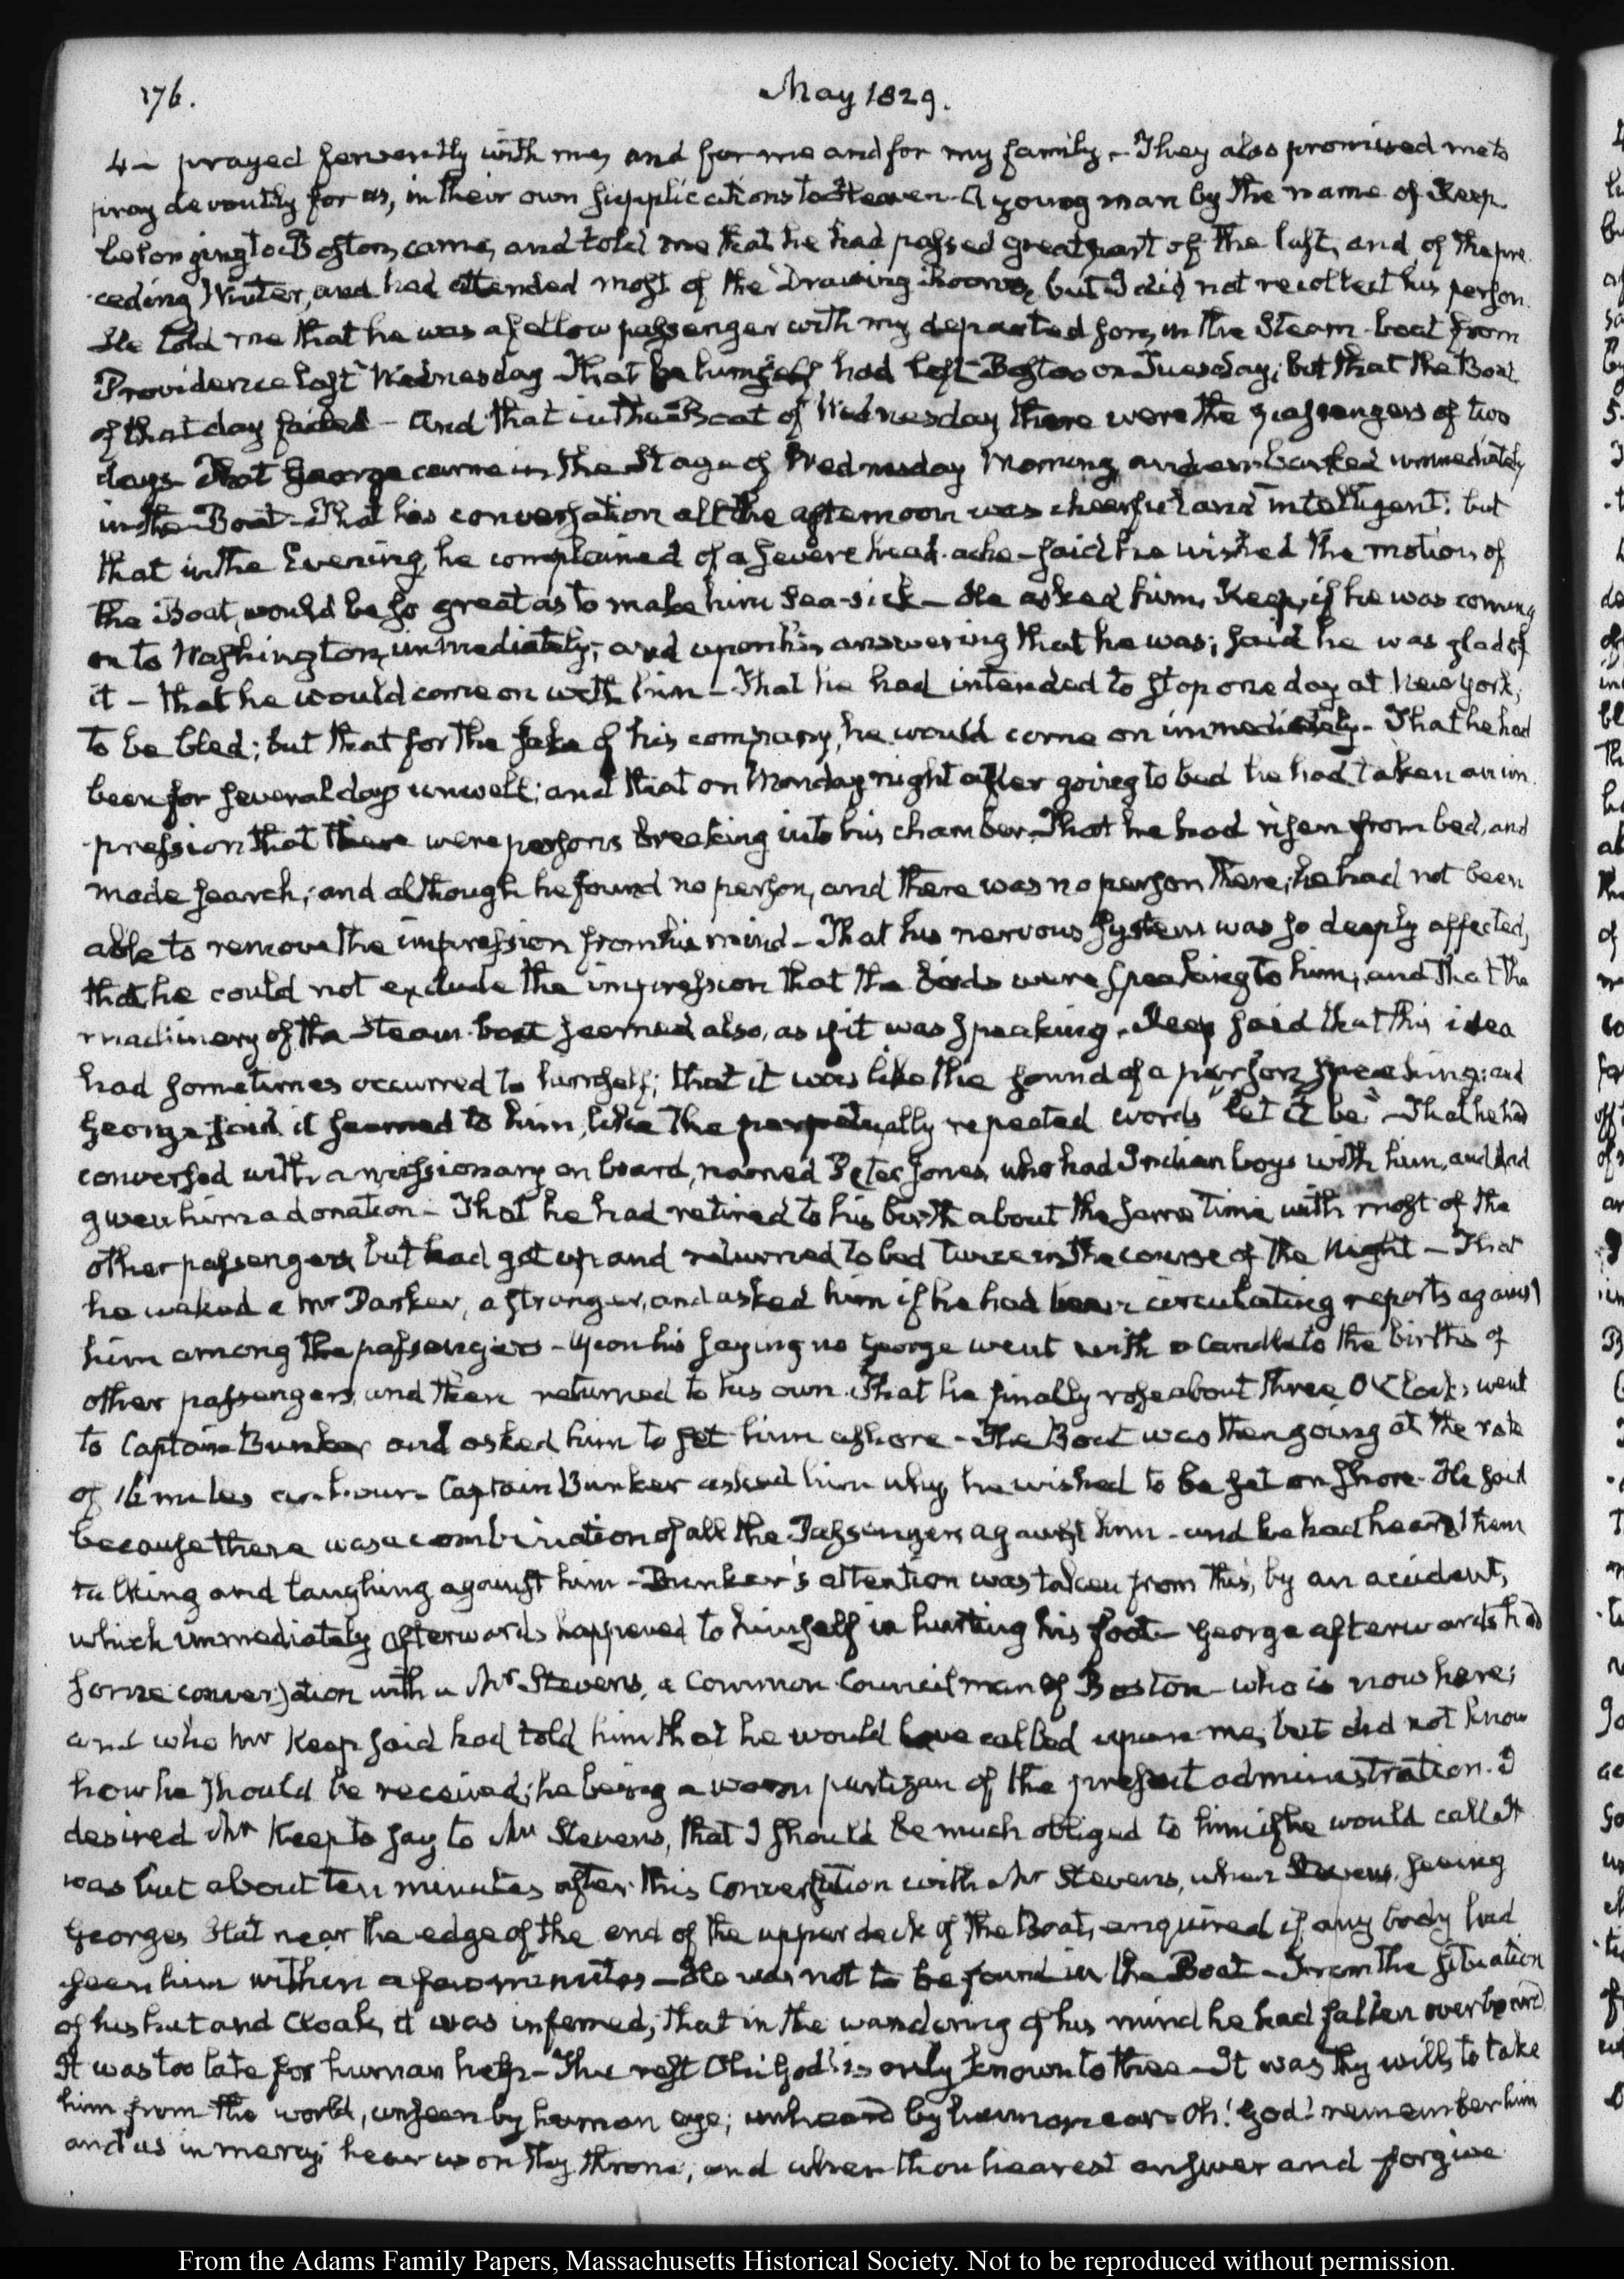 176.
May 1829.
4 – prayed fervently with me, and for me and for my family. – They also promised me to
pray devoutly for us, in their own supplications to Heaven – A young man by the name of Keep
belonging to Boston, came, and told me that he had passed great part of the last, and of the pre-
ceding Winter, and had attended most of the Drawing Rooms, but I did not recollect his person.
He told me that he was a fellow passenger with my departed son, in the Steam-boat from
Providence last Wednesday – That he himself had left Boston on Tuesday; but that the Boat
of that day failed – And that in the Boat of Wednesday there were the passengers of two
days – That George came in the Stage of Wednesday Morning, and embarked immediately
in the Boat – That his conversation all the afternoon was cheerful and intelligent: but
that in the Evening, he complained of a severe head-ache – said he wished the motion of
the Boat, would be so great as to make him sea-sick – He asked him, Keep, if he was coming
on to Washington, immediately; and upon his answering that he was; said he was glad of
it – that he would come on with him – That he had intended to stop one day at New York,
to be bled; but that for the sake of his company, he would come on immediately – That he had
been for several days unwell; and that on Monday night after going to bed he had taken an im-
pression that there were persons breaking into his chamber – That he had risen from bed, and
made search; and although he found no person, and there was no person there; he had not been
able to remove the impression from his mind – That his nervous system was so deeply affected,
that he could not exclude the impression that the birds were speaking to him; and that the
machinery of the Steam-boat seemed also, as if it was speaking. Keep said that this idea
had sometimes occurred to himself; that it was like the sound of a person speaking: and
George said it seemed to him, like the perpetually repeated words "let it be" – That he had
conversed with a missionary on board, named Peter Jones, who had Indian boys with him, and had
given him a donation – That he had retired to his birth about the same time with most of the
other passengers, but had got up and returned to bed twice in the course of the Night – That
he waked a Mr Parker, a stranger, and asked him if he had been circulating reports against
him among the passengers – Upon his saying no George went with a candle to the births of
other passengers, and then returned to his own. That he finally rose about three O'Clock, went
to Captain Bunker and asked him to set him ashore – The Boat was then going at the rate
of 16 miles an hour – Captain Bunker asked him why, he wished to be set on shore – He said
because there was a combination of all the Passengers against him – and he had heard them
talking and laughing against him – Bunker's attention was taken from this, by an accident,
which immediately afterwards happened to himself in hurting his foot – George afterwards had
some conversation with a Mr Stevens, a Common Council man of Boston – who is now here;
and who Mr Keep said had told him that he would have called upon me, but did not know
how he should be received; he being a warm partizan of the present administration. I
desired Mr Keep to say to Mr Stevens, that I should be much obliged to him if he would call It
was but about ten minutes after this Conversation with Mr Stevens, when Stevens, seeing
Georges Hat near the edge of the end of the upper deck of the Boat, enquired if any body had
seen him within a few minutes – He was not to be found in the Boat – From the situation
of his hat and Cloak, it was inferred, that in the wandering of his mind he had fallen overboard
It was too late for human help – The rest Oh! God! is only known to thee – It was thy will, to take
him from the world, unseen by human eye; unheard by human ear – Oh! God! remember him
and us in mercy; hear us on thy throne, and when thou hearest answer and forgive
From the Adams Family Papers, Massachusetts Historical Society. Not to be reproduced without permission.